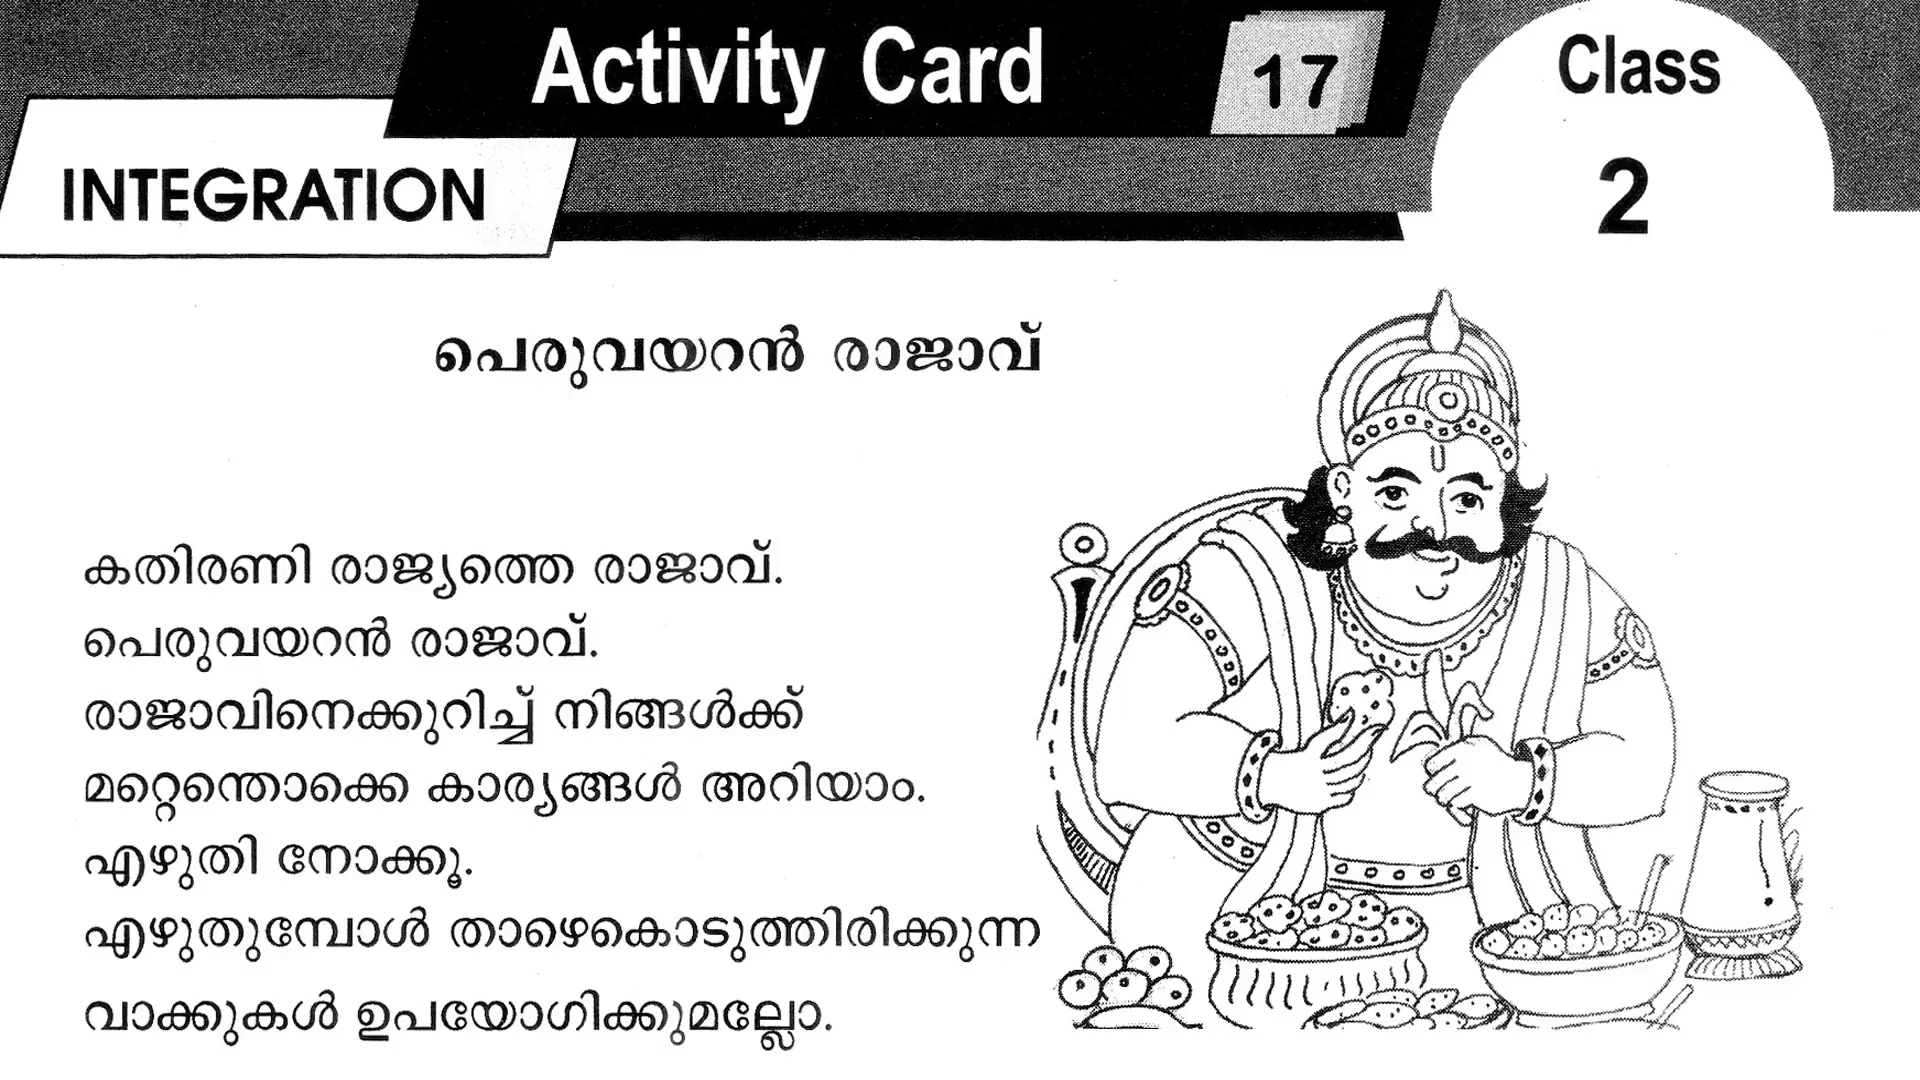 Activity Card 17
Class
2
INTEGRATION
പെരുവയറൻ രാജാവ്
കതിരണി രാജ്യത്തെ രാജാവ്.
പെരുവയറൻ രാജാവ്.
രാജാവിനെക്കുറിച്ച് നിങ്ങൾക്ക്
മറ്റെന്തൊക്കെ കാര്യങ്ങൾ അറിയാം.
എഴുതി നോക്കൂ.
എഴുതുമ്പോൾ താഴെകൊടുത്തിരിക്കുന്ന
വാക്കുകൾ ഉപയോഗിക്കുമല്ലോ.